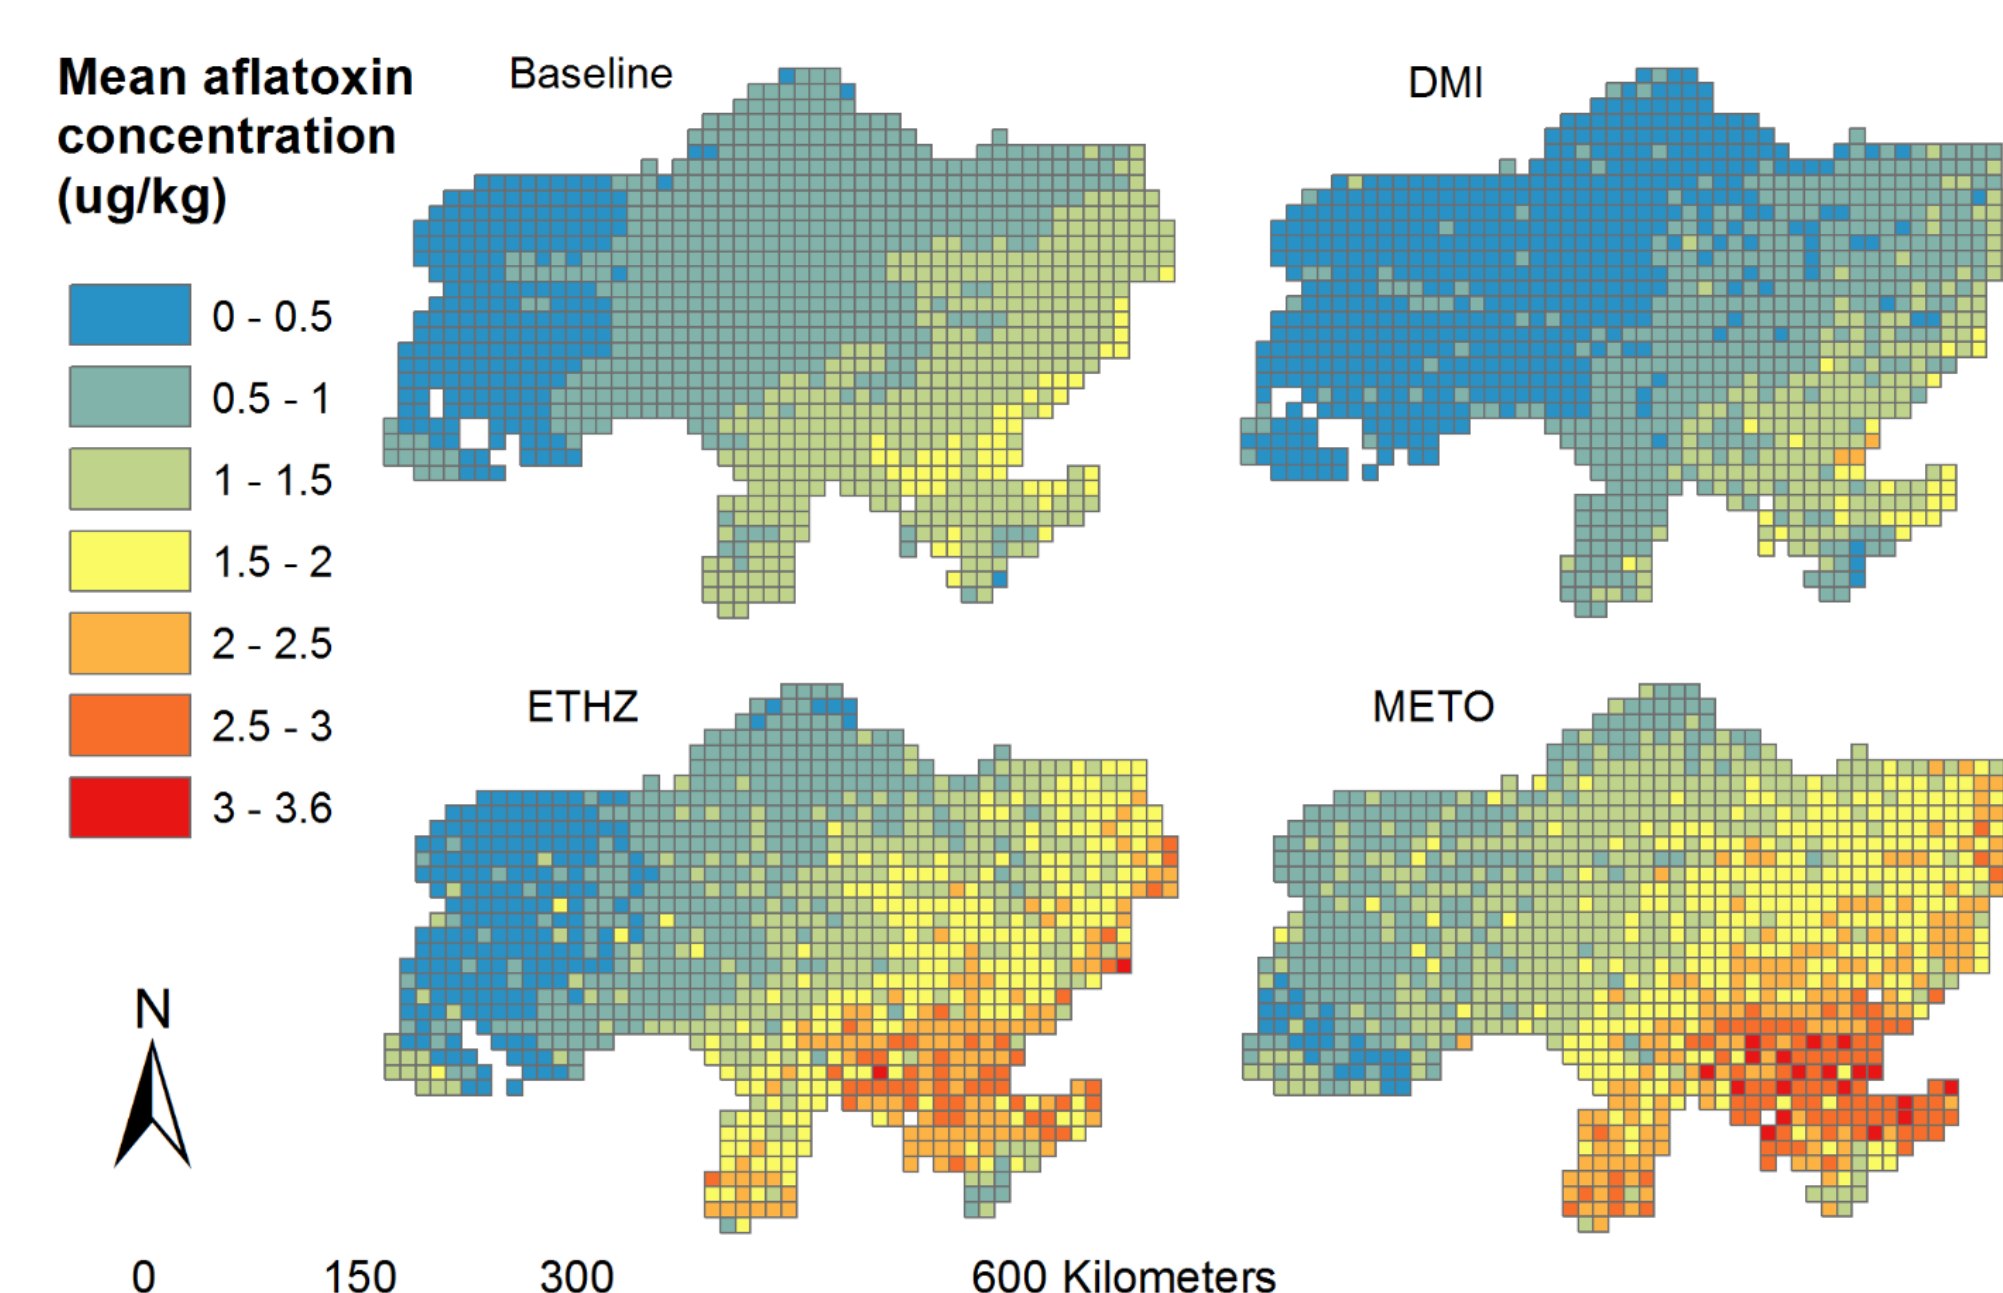 Mean aflatoxin
concentration
(ug/kg)
0 - 0.5
0.5 - 1
1 - 1.5
1.5 - 2
2 - 2.5
2.5 - 3
3 - 3.6
Baseline
DMI
ETHZ
METO
N
0 150 300 600 Kilometers